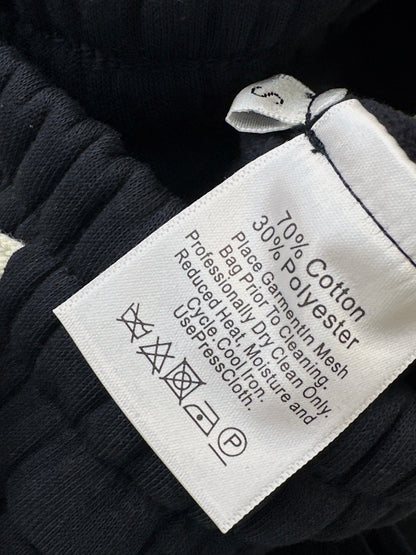 S
70% Cotton
30% Polyester
Place Garmentin Mesh
Bag Prior To Cleaning.
Professionally Dry Clean Only.
Reduced Heat, Moisture and
Cycle.Cool Iron.
UsePressCloth.
P